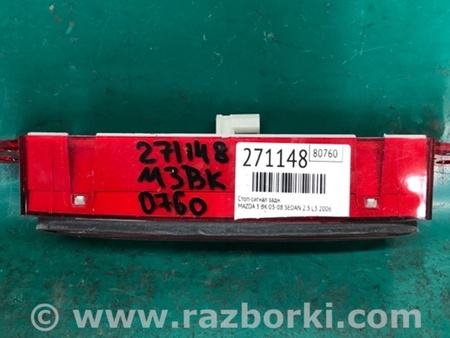 271148
M3BK
0760
271148 80760
Стоп-сигнал задн.
MAZDA 3 BK 03-08 SEDAN 2.3 L3 2006
www.razborki.com